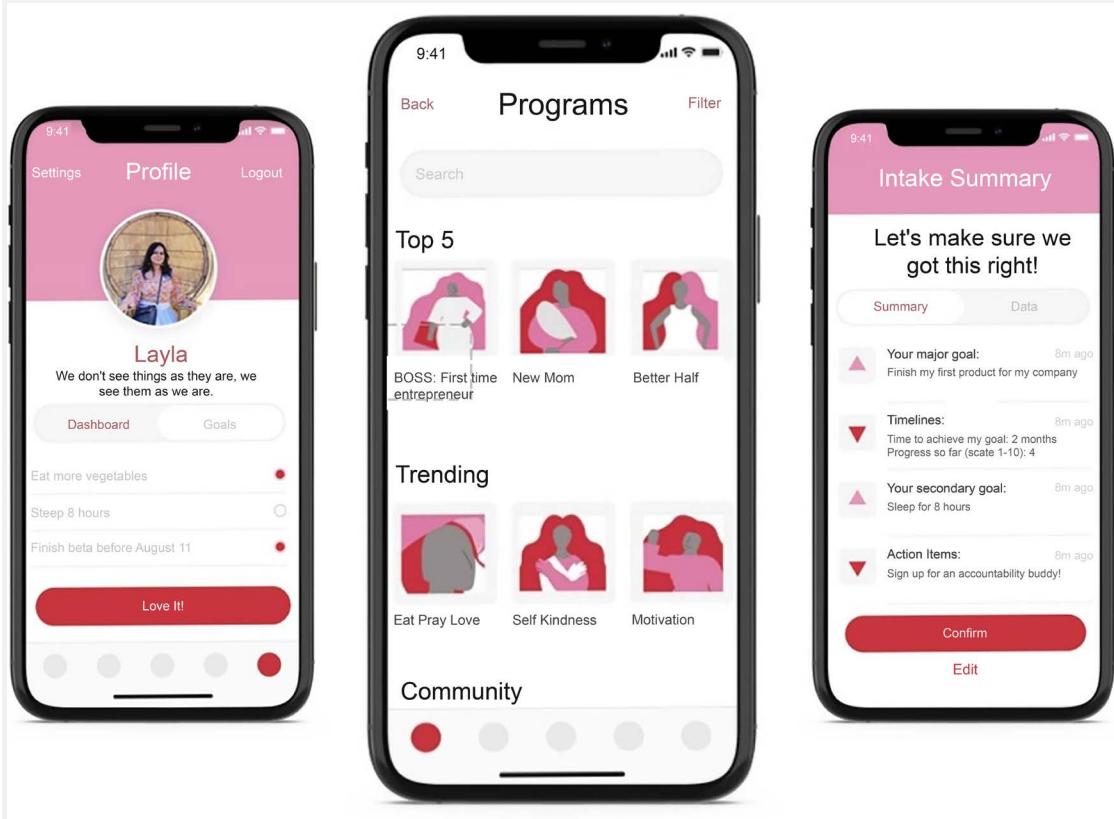 9:41
Settings
Profile
Logout
Layla
We don't see things as they are, we
see them as we are.
Dashboard
Goals
Eat more vegetables
Steep 8 hours
Finish beta before August 11
Love It!
9:41
Back
Programs
Filter
Search
Top 5
BOSS: First time
entrepreneur
New Mom
Better Half
Trending
Eat Pray Love
Self Kindness
Motivation
Community
9:41
Intake Summary
Let's make sure we
got this right!
Summary
Data
Your major goal:
8m ago
Finish my first product for my company
Timelines:
8m ago
Time to achieve my goal: 2 months
Progress so far (scate 1-10): 4
Your secondary goal:
8m ago
Sleep for 8 hours
Action Items:
8m ago
Sign up for an accountability buddy!
Confirm
Edit